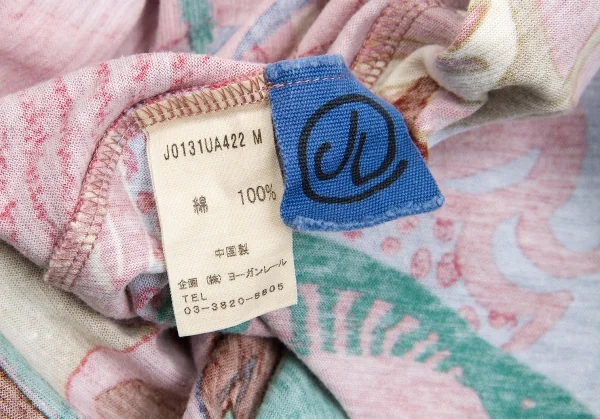 J0131UA422 M
綿 100%
中国製
企画 (株) ヨーガンレール
TEL
03-3820-8805
JL